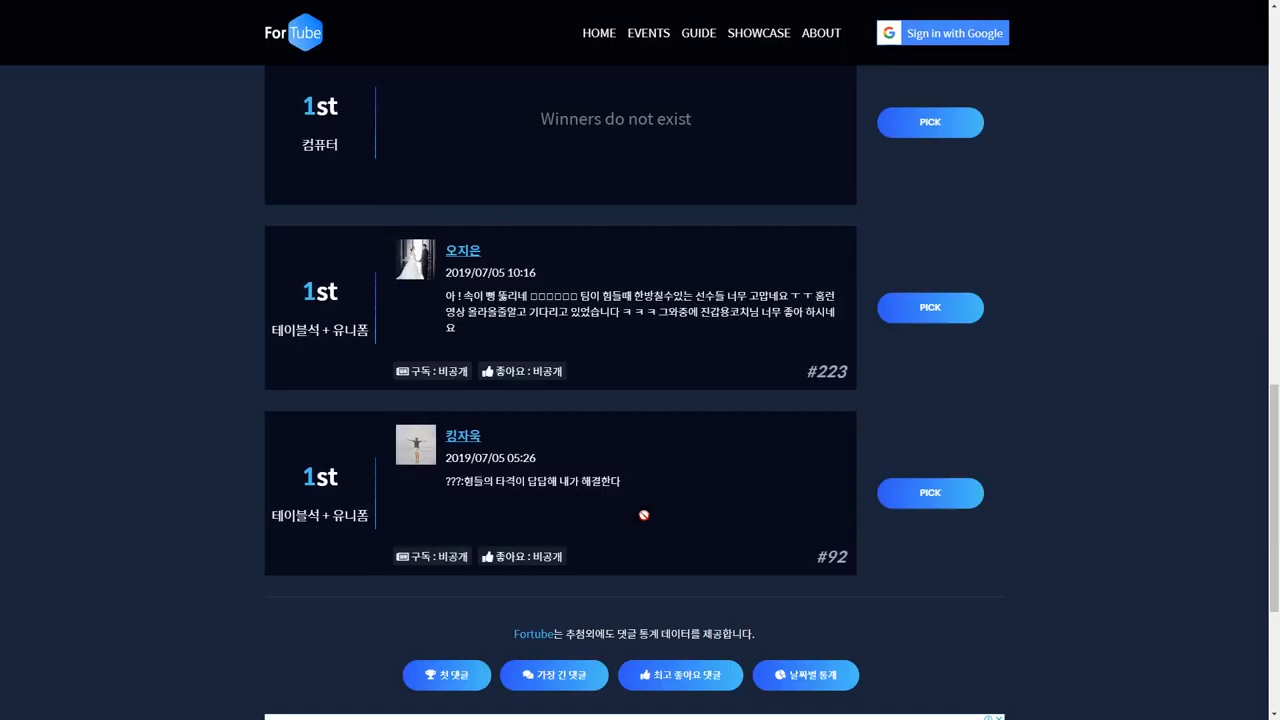 For Tube
HOME EVENTS GUIDE SHOWCASE ABOUT
Sign in with Google
1st
컴퓨터
Winners do not exist
PICK
1st
테이블석 + 유니폼
오지은
2019/07/05 10:16
아 ! 속이 뻥 뚫리네 □□□□□□ 팀이 힘들때 한방칠수있는 선수들 너무 고맙네요 ㅜ ㅜ 홈런
영상 올라올줄알고 기다리고 있었습니다 ㅋ ㅋ ㅋ 그와중에 진갑용코치님 너무 좋아 하시네
요
구독 : 비공개 좋아요 : 비공개
#223
PICK
1st
테이블석 + 유니폼
킹자욱
2019/07/05 05:26
???:형들의 타격이 답답해 내가 해결한다
구독 : 비공개 좋아요 : 비공개
#92
PICK
Fortube는 추첨외에도 댓글 통계 데이터를 제공합니다.
첫 댓글 가장 긴 댓글 최고 좋아요 댓글 날짜별 통계